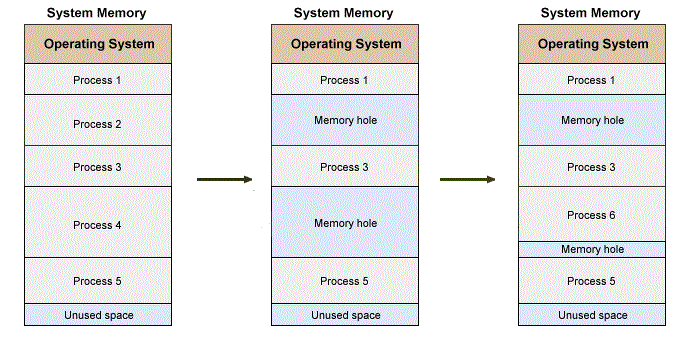 System Memory
Operating System
Process 1
Process 2
Process 3
Process 4
Process 5
Unused space
System Memory
Operating System
Process 1
Memory hole
Process 3
Memory hole
Process 5
Unused space
System Memory
Operating System
Process 1
Memory hole
Process 3
Process 6
Memory hole
Process 5
Unused space